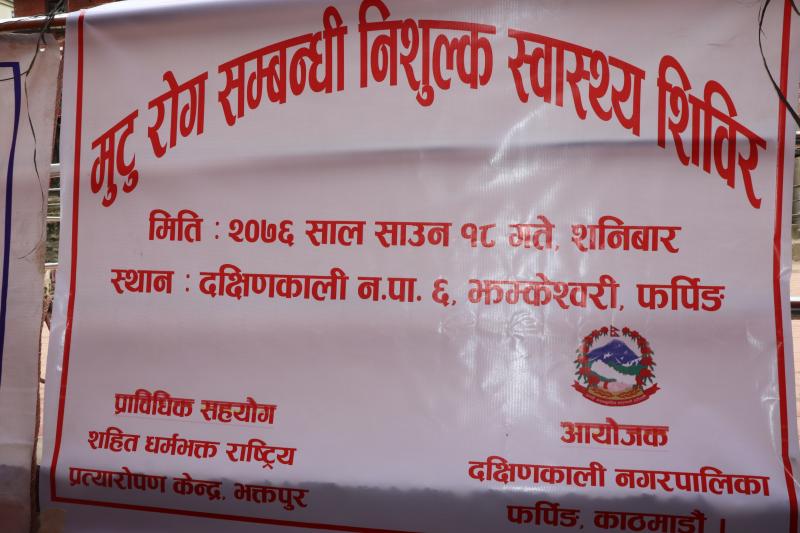 मुटु रोग सम्बन्धी निशुल्क स्वास्थ्य शिविर
मिति : २०७६ साल साउन १८ गते, शनिबार
स्थान : दक्षिणकाली न.पा. ६, झम्केश्वरी, फर्पिङ
प्राविधिक सहयोग
शहित धर्मभक्त राष्ट्रिय
प्रत्यारोपण केन्द्र, भक्तपुर
आयोजक
दक्षिणकाली नगरपालिका
फर्पिङ, काठमाडौं ।